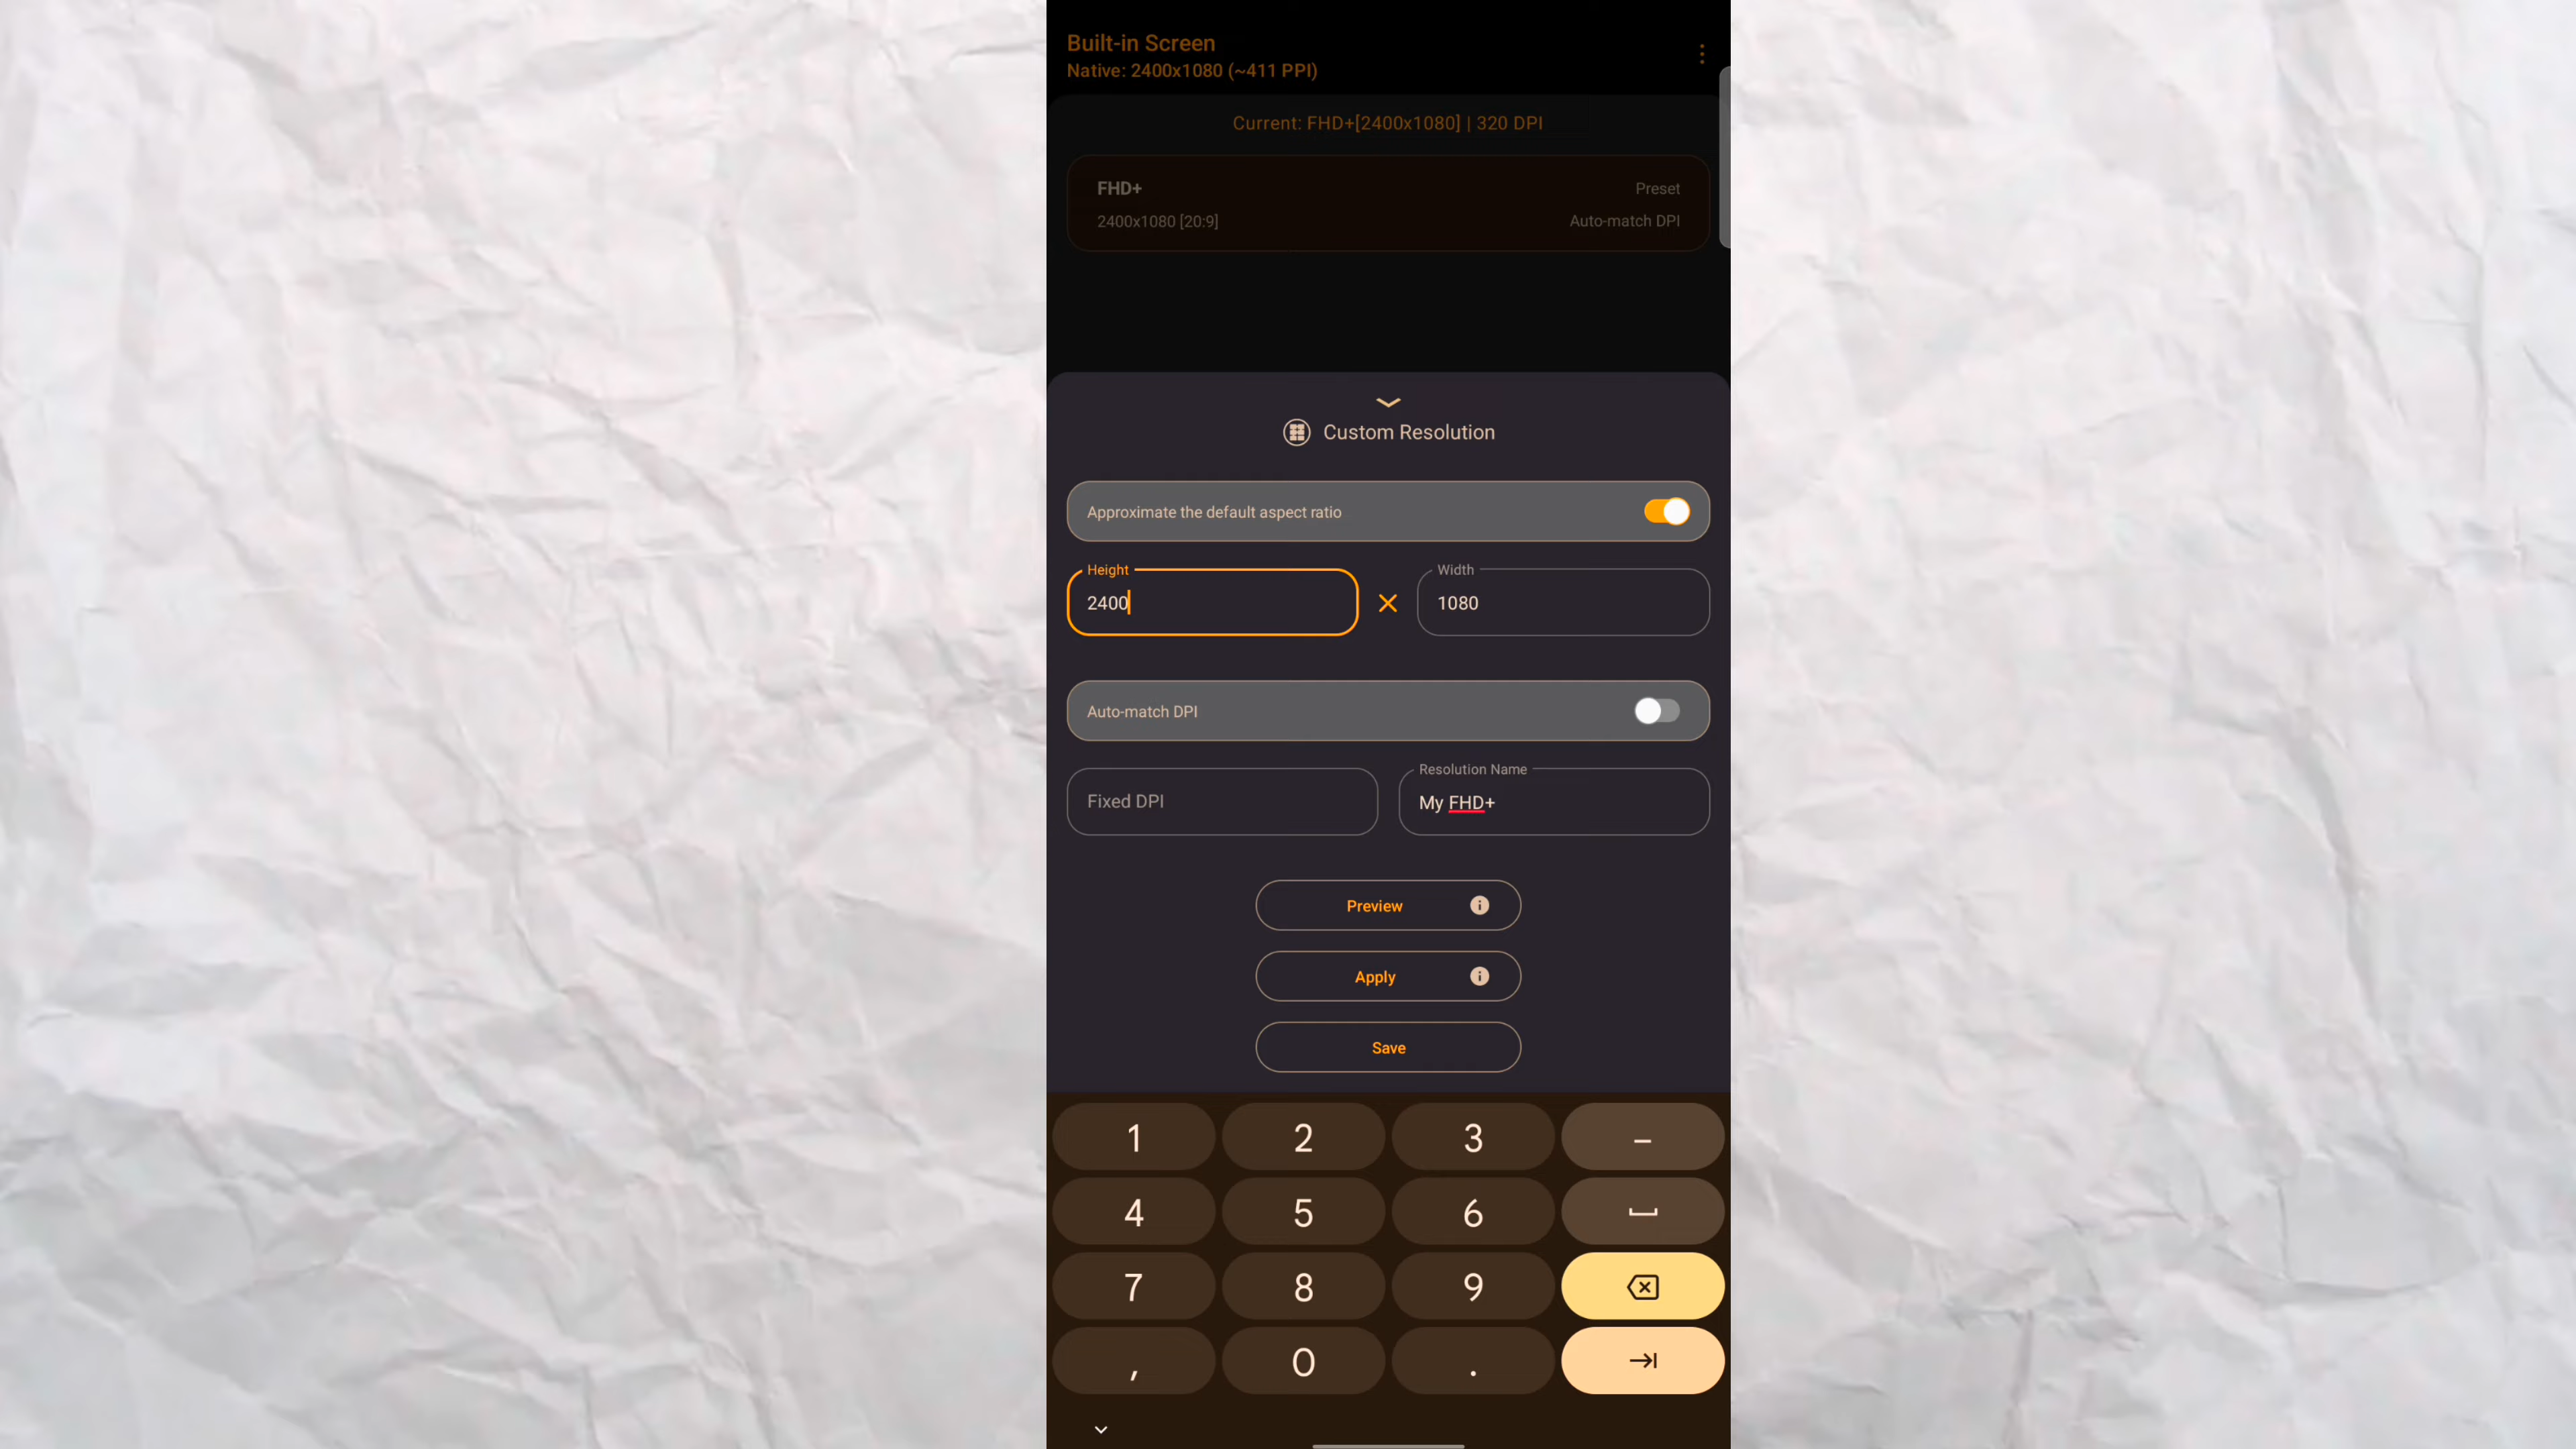 Built-in Screen
Native: 2400x1080 (~411 PPI)
Current: FHD+[2400x1080] | 320 DPI
FHD+ Preset
2400x1080 [20:9] Auto-match DPI
Custom Resolution
Approximate the default aspect ratio
Height Width
2400 1080
Auto-match DPI
Resolution Name
Fixed DPI My FHD+
Preview
Apply
Save
1 2 3 –
4 5 6
7 8 9
, 0 .